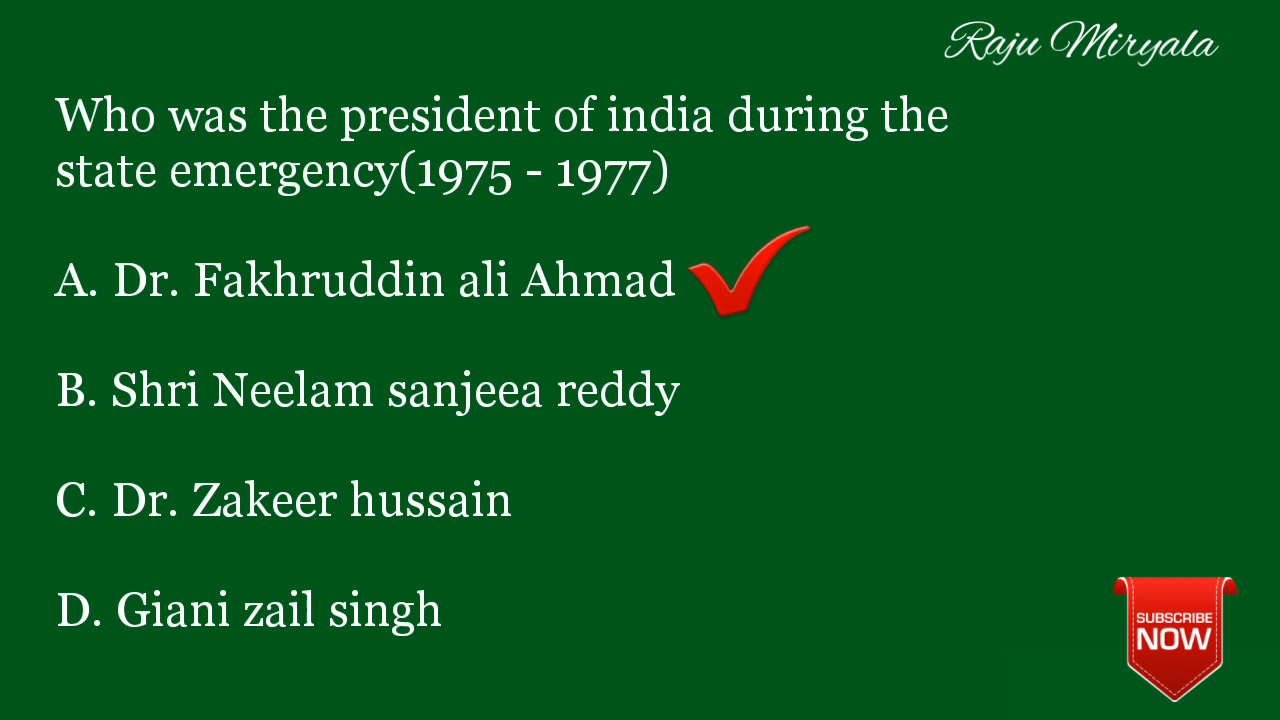 Raju Miryala
Who was the president of india during the
state emergency(1975 - 1977)
A. Dr. Fakhruddin ali Ahmad
B. Shri Neelam sanjeea reddy
C. Dr. Zakeer hussain
D. Giani zail singh
SUBSCRIBE
NOW